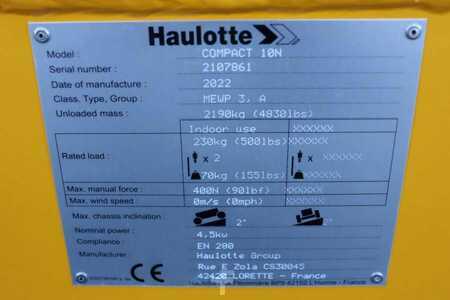 Haulotte
Model : COMPACT 10N
Serial number : 2107861
Date of manufacture : 2022
Class, Type, Group : MEWP 3, A
Unloaded mass : 2190kg (4830lbs)
Indoor use XXXXXX
230kg (500lbs) XXXXXX
Rated load : x 2 x XXXXXX
70kg (155lbs) XXXXXX
Max. manual force : 400N (90lbf) XXXXXX
Max. wind speed : 0m/s (0mph) XXXXXX
Max. chassis inclination : 2° 2°
Nominal power : 4,5kw
Compliance : EN 280
Manufacturer : Haulotte Group
Rue E Zola CS30045
42420 LORETTE - France
CE